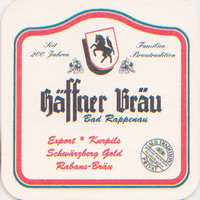 Seit
200 Jahren
Familien
Brautradition
Häffner Bräu
Bad Rappenau
Export * Kurpils
Schwärzberg Gold
Rabans-Bräu